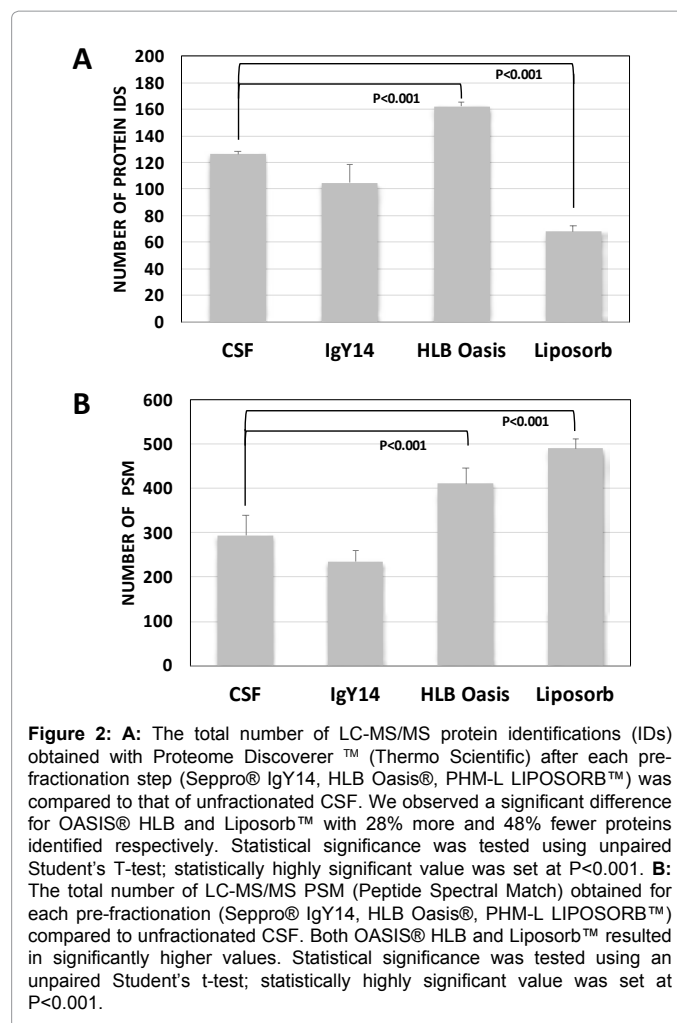 A
200
180
160
140
120
100
80
60
40
20
0
NUMBER OF PROTEIN IDS
P<0.001
P<0.001
CSF IgY14 HLB Oasis Liposorb
B
600
500
400
300
200
100
0
NUMBER OF PSM
P<0.001
P<0.001
CSF IgY14 HLB Oasis Liposorb
Figure 2: A: The total number of LC-MS/MS protein identifications (IDs)
obtained with Proteome Discoverer ™ (Thermo Scientific) after each pre-
fractionation step (Seppro® IgY14, HLB Oasis®, PHM-L LIPOSORB™) was
compared to that of unfractionated CSF. We observed a significant difference
for OASIS® HLB and Liposorb™ with 28% more and 48% fewer proteins
identified respectively. Statistical significance was tested using unpaired
Student's T-test; statistically highly significant value was set at P<0.001. B:
The total number of LC-MS/MS PSM (Peptide Spectral Match) obtained for
each pre-fractionation (Seppro® IgY14, HLB Oasis®, PHM-L LIPOSORB™)
compared to unfractionated CSF. Both OASIS® HLB and Liposorb™ resulted
in significantly higher values. Statistical significance was tested using an
unpaired Student's t-test; statistically highly significant value was set at
P<0.001.